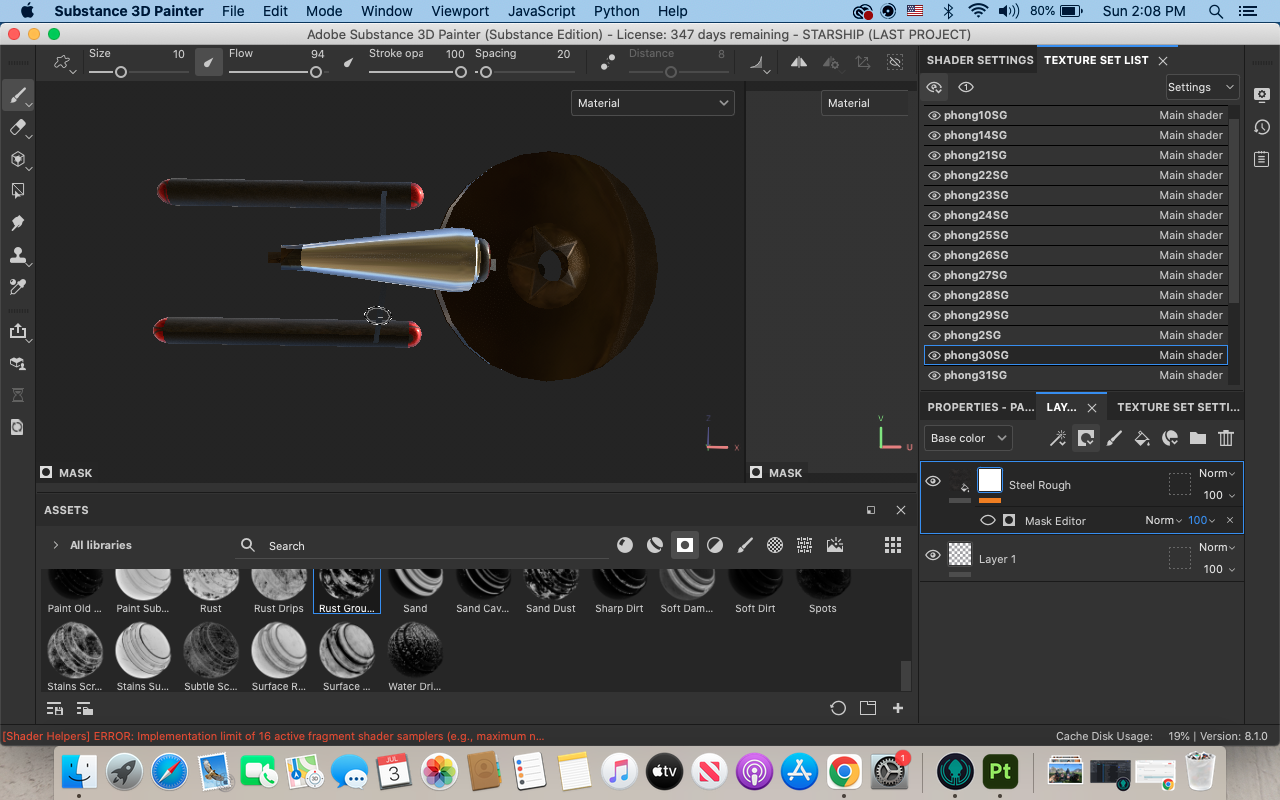 Substance 3D Painter File Edit Mode Window Viewport JavaScript Python Help 80% Sun 2:08 PM
Adobe Substance 3D Painter (Substance Edition) - License: 347 days remaining - STARSHIP (LAST PROJECT)
Size 10 Flow 94 Stroke opa 100 Spacing 20 Distance 8
SHADER SETTINGS TEXTURE SET LIST
Settings
Material
Material
phong10SG Main shader
phong14SG Main shader
phong21SG Main shader
phong22SG Main shader
phong23SG Main shader
phong24SG Main shader
phong25SG Main shader
phong26SG Main shader
phong27SG Main shader
phong28SG Main shader
phong29SG Main shader
phong2SG Main shader
phong30SG Main shader
phong31SG Main shader
Z
Y X
V
U
MASK
MASK
PROPERTIES - PA... LAY... TEXTURE SET SETTI...
Base color
Steel Rough Norm
100
Mask Editor Norm 100
Layer 1 Norm
100
ASSETS
All libraries Search
Paint Old ... Paint Sub... Rust Rust Drips Rust Grou... Sand Sand Cav... Sand Dust Sharp Dirt Soft Dam... Soft Dirt Spots
Stains Scr... Stains Su... Subtle Sc... Surface R... Surface ... Water Dri...
[Shader Helpers] ERROR: Implementation limit of 16 active fragment shader samplers (e.g., maximum n...
Cache Disk Usage: 19% | Version: 8.1.0
JUL
3
3D
tv
1
Pt